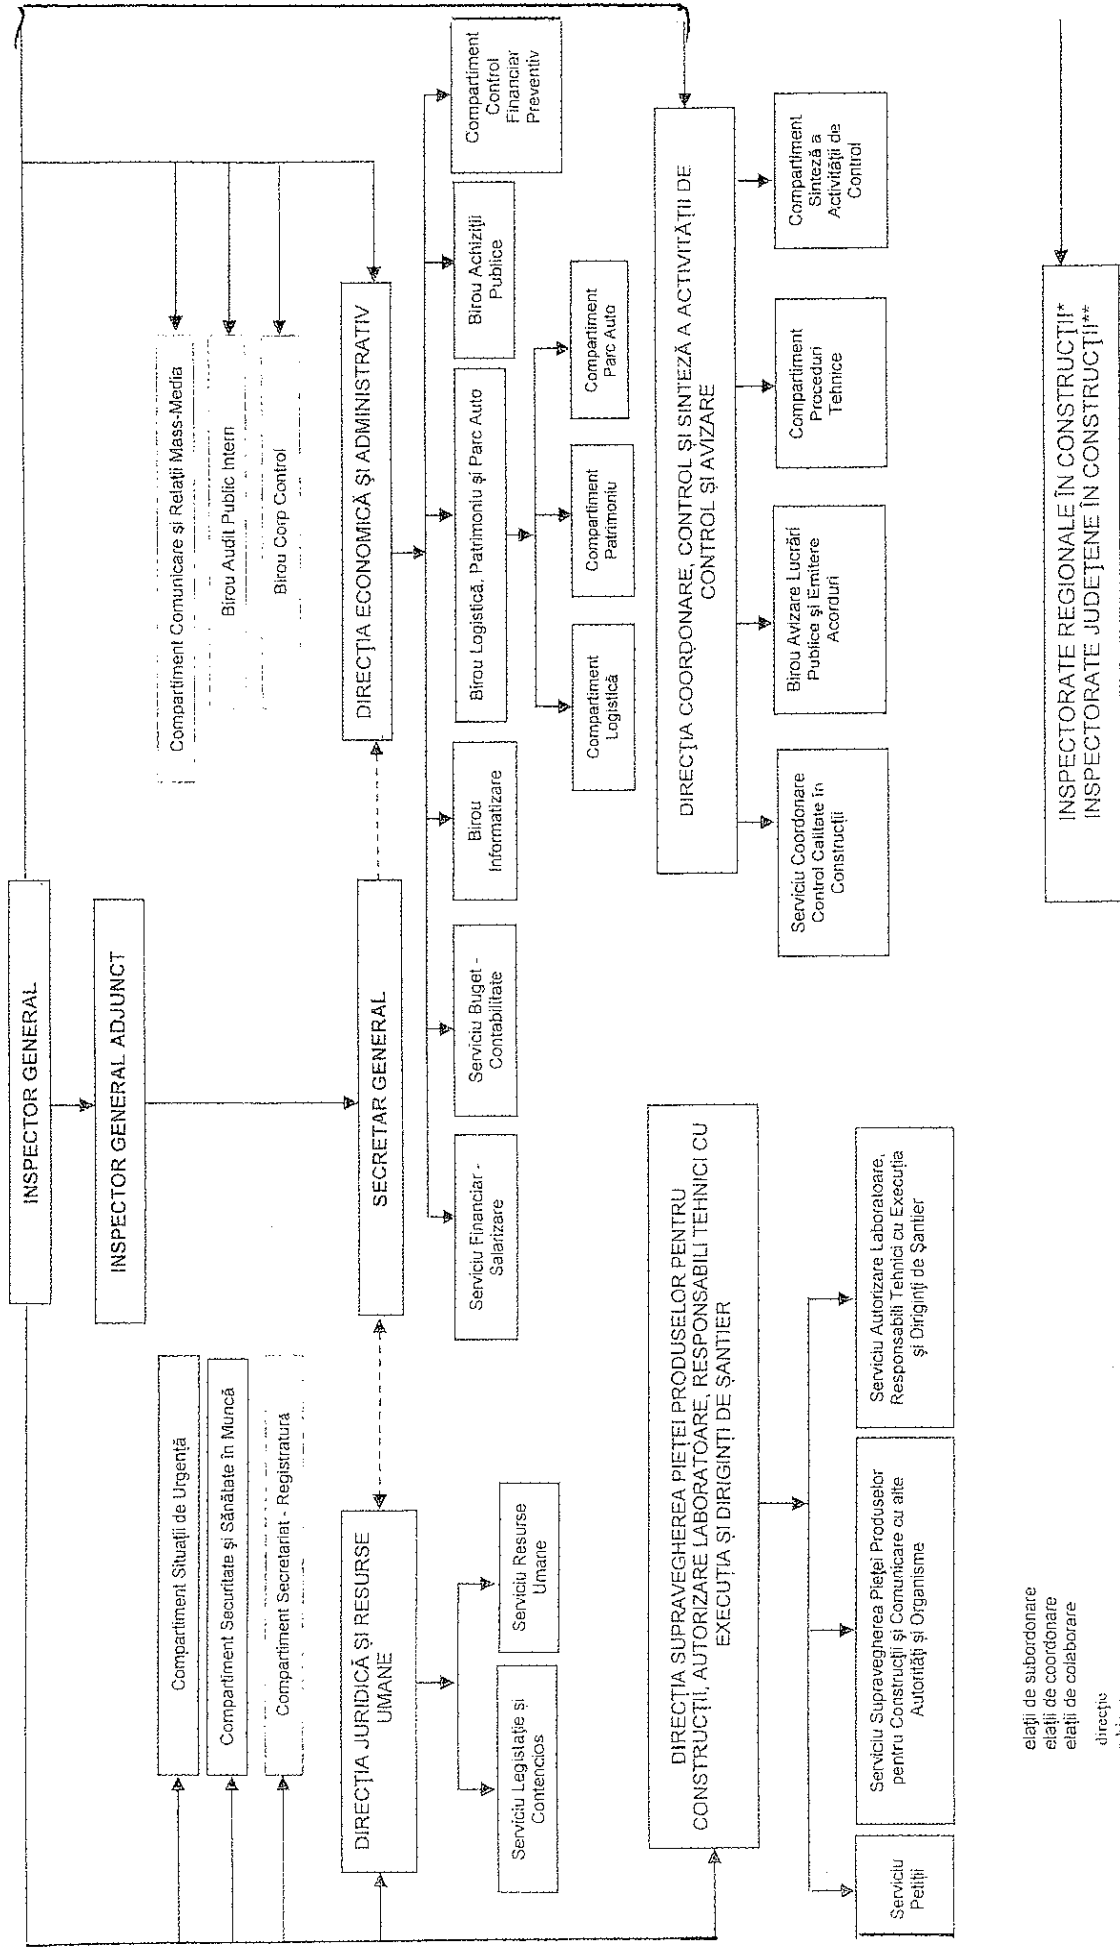 INSPECTOR GENERAL
INSPECTOR GENERAL ADJUNCT
Compartiment Situații de Urgență
Compartiment Securitate și Sănătate în Muncă
Compartiment Secretariat - Registratură
Compartiment Comunicare și Relații Mass-Media
Birou Audit Public Intern
Birou Corp Control
DIRECȚIA JURIDICĂ ȘI RESURSE
UMANE
SECRETAR GENERAL
DIRECȚIA ECONOMICĂ ȘI ADMINISTRATIV
Serviciu Legislație și
Contencios
Serviciu Resurse
Umane
Serviciu Financiar -
Salarizare
Serviciu Buget -
Contabilitate
Birou
Informatizare
Birou Logistică, Patrimoniu și Parc Auto
Birou Achiziții
Publice
Compartiment
Control
Financiar
Preventiv
Compartiment
Logistică
Compartiment
Patrimoniu
Compartiment
Parc Auto
DIRECȚIA SUPRAVEGHEREA PIEȚEI PRODUSELOR PENTRU
CONSTRUCȚII, AUTORIZARE LABORATOARE, RESPONSABILI TEHNICI CU
EXECUȚIA ȘI DIRIGINȚI DE ȘANTIER
DIRECȚIA COORDONARE, CONTROL ȘI SINTEZĂ A ACTIVITĂȚII DE
CONTROL ȘI AVIZARE
Serviciu
Petiții
Serviciu Supravegherea Pieței Produselor
pentru Construcții și Comunicare cu alte
Autorități și Organisme
Serviciu Autorizare Laboratoare,
Responsabili Tehnici cu Execuția
și Diriginți de Șantier
Serviciu Coordonare
Control Calitate în
Construcții
Birou Avizare Lucrări
Publice și Emitere
Acorduri
Compartiment
Proceduri
Tehnice
Compartiment
Sinteză a
Activității de
Control
elații de subordonare
elații de coordonare
elații de colaborare
direcție
INSPECTORATE REGIONALE ÎN CONSTRUCȚII*
INSPECTORATE JUDEȚENE ÎN CONSTRUCȚII**